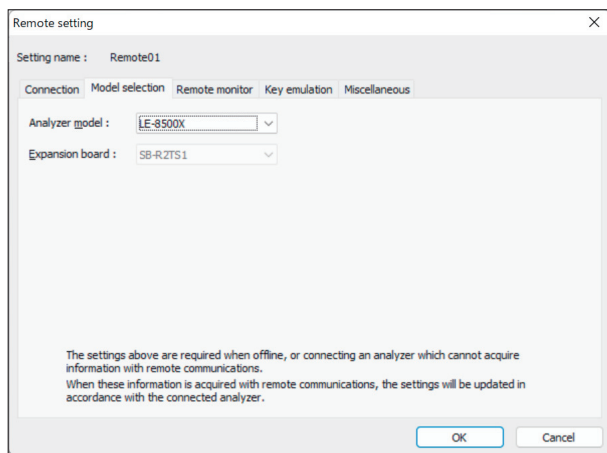 Remote setting
Setting name : Remote01
Connection Model selection Remote monitor Key emulation Miscellaneous
Analyzer model : LE-8500X
Expansion board : SB-R2TS1
The settings above are required when offline, or connecting an analyzer which cannot acquire
information with remote communications.
When these information is acquired with remote communications, the settings will be updated in
accordance with the connected analyzer.
OK Cancel